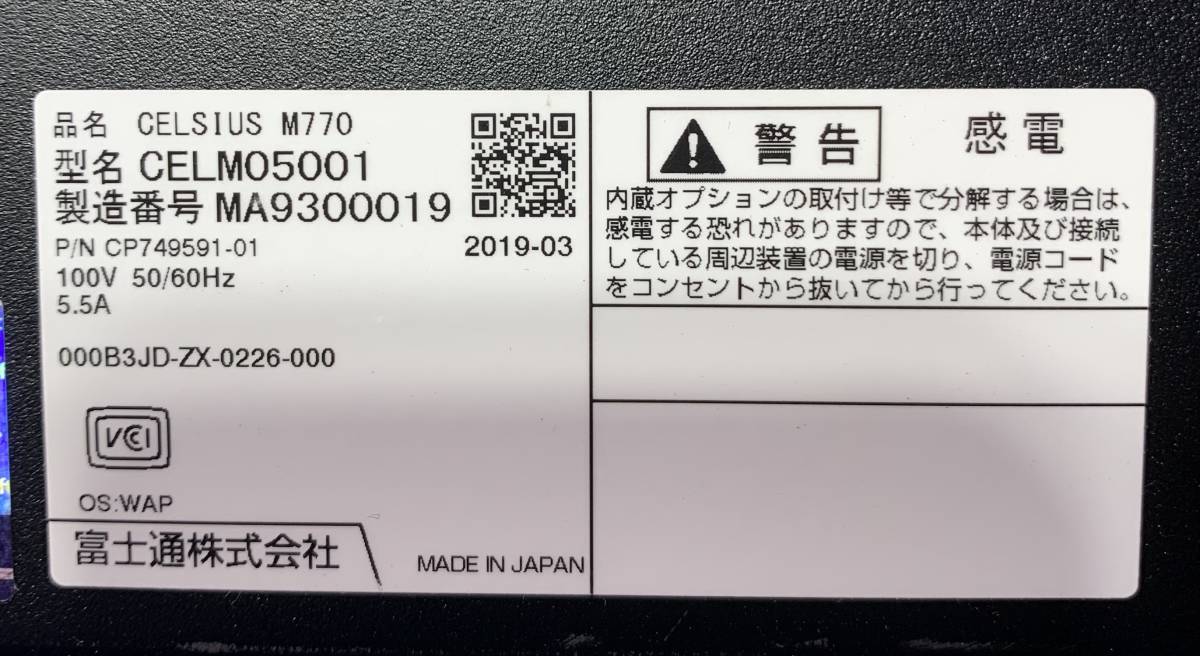 品名 CELSIUS M770
型名 CELM05001
製造番号 MA9300019
P/N CP749591-01
2019-03
100V 50/60Hz
5.5A
000B3JD-ZX-0226-000
VCCI
OS:WAP
富士通株式会社
MADE IN JAPAN
警告 感電
内蔵オプションの取付け等で分解する場合は、
感電する恐れがありますので、本体及び接続
している周辺装置の電源を切り、電源コード
をコンセントから抜いてから行ってください。